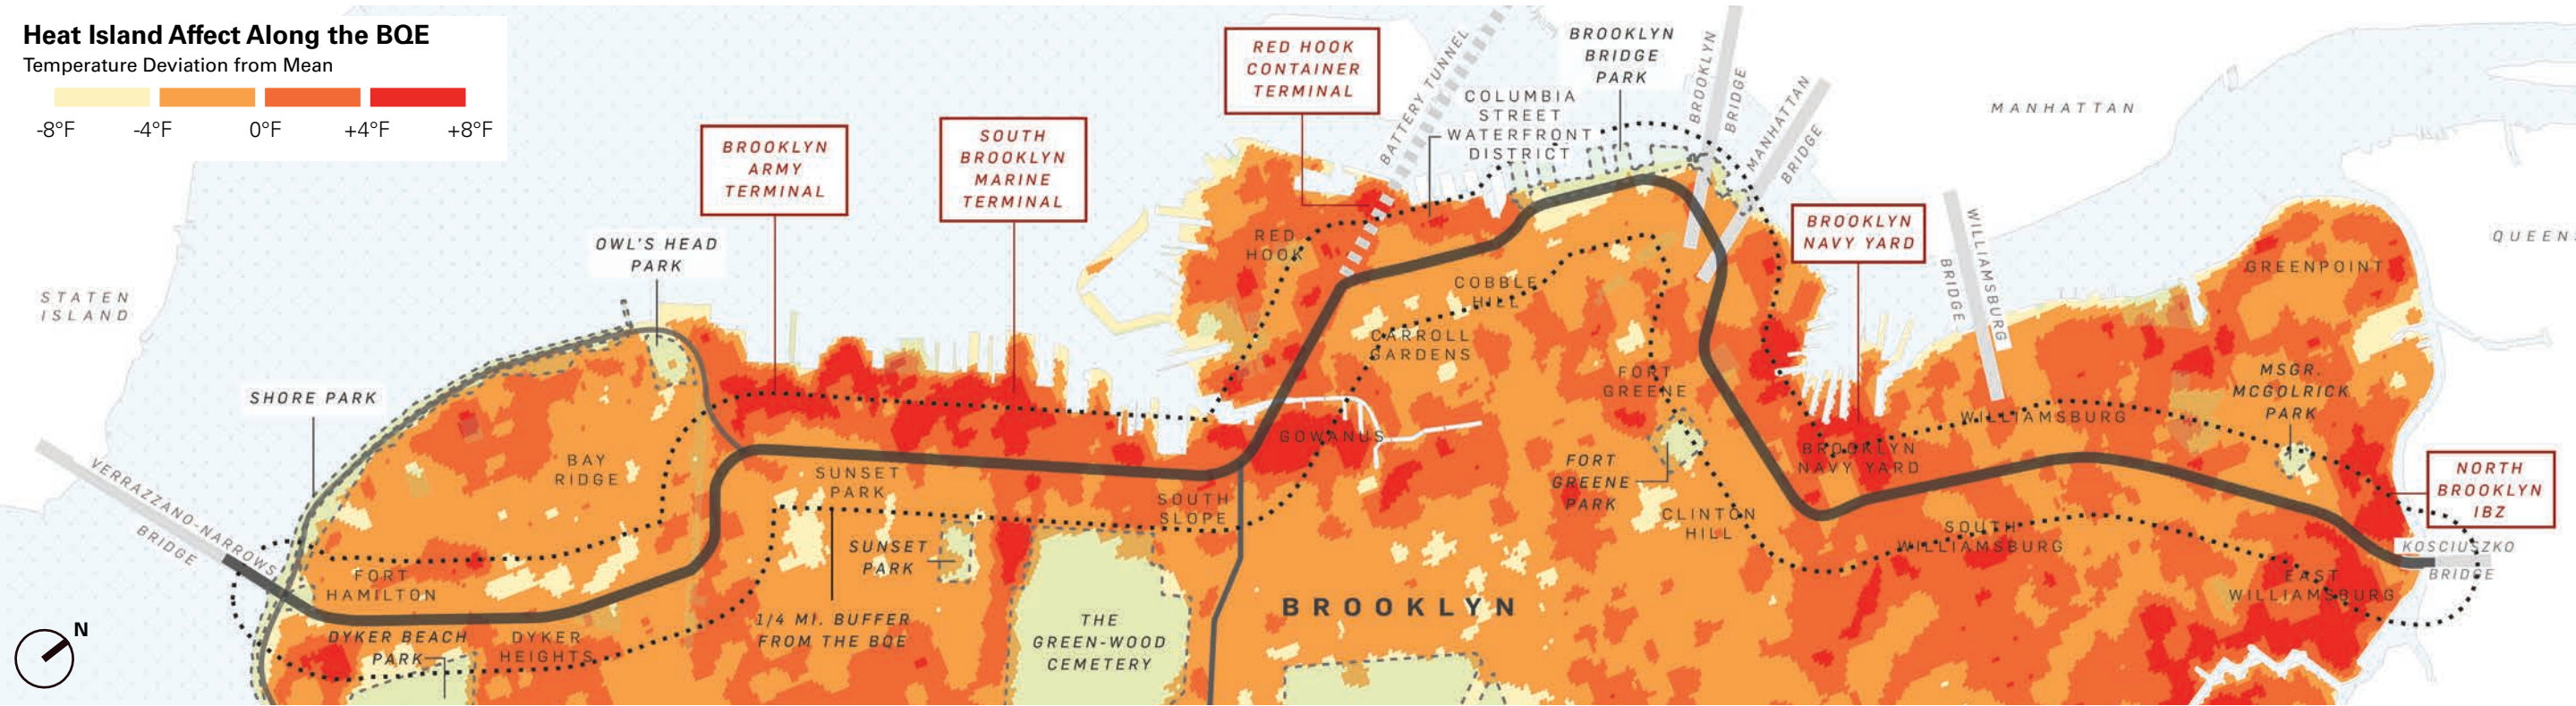 Heat Island Affect Along the BQE
Temperature Deviation from Mean
-8°F -4°F 0°F +4°F +8°F
STATEN
ISLAND
VERRAZZANO-NARROWS
BRIDGE
N
SHORE PARK
OWL'S HEAD
PARK
BROOKLYN
ARMY
TERMINAL
SOUTH
BROOKLYN
MARINE
TERMINAL
RED HOOK
CONTAINER
TERMINAL
BATTERY TUNNEL
COLUMBIA
STREET
WATERFRONT
DISTRICT
BROOKLYN
BRIDGE
PARK
BROOKLYN
BRIDGE
MANHATTAN
BRIDGE
BROOKLYN
NAVY YARD
WILLIAMSBURG
BRIDGE
MANHATTAN
QUEEN
GREENPOINT
MSGR.
MCGOLRICK
PARK
NORTH
BROOKLYN
IBZ
KOSCIUSZKO
BRIDGE
BAY
RIDGE
FORT
HAMILTON
DYKER BEACH
PARK
DYKER
HEIGHTS
SUNSET
PARK
SUNSET
PARK
1/4 MI. BUFFER
FROM THE BQE
THE
GREEN-WOOD
CEMETERY
SOUTH
SLOPE
GOWANUS
RED
HOOK
CARROLL
GARDENS
COBBLE
HILL
BROOKLYN
FORT
GREENE
FORT
GREENE
PARK
CLINTON
HILL
BROOKLYN
NAVY YARD
WILLIAMSBURG
SOUTH
WILLIAMSBURG
EAST
WILLIAMSBURG